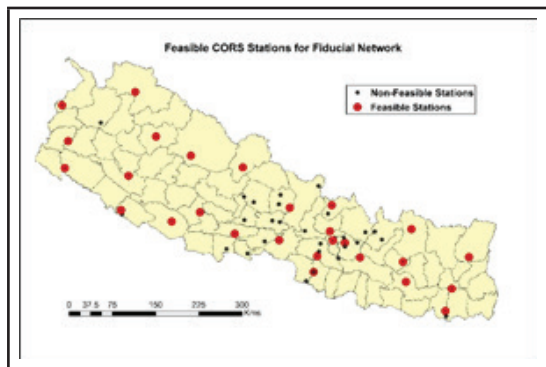 Feasible CORS Stations for Fiducial Network
Non-Feasible Stations
Feasible Stations
0 37.5 75 150 225 300
Kms